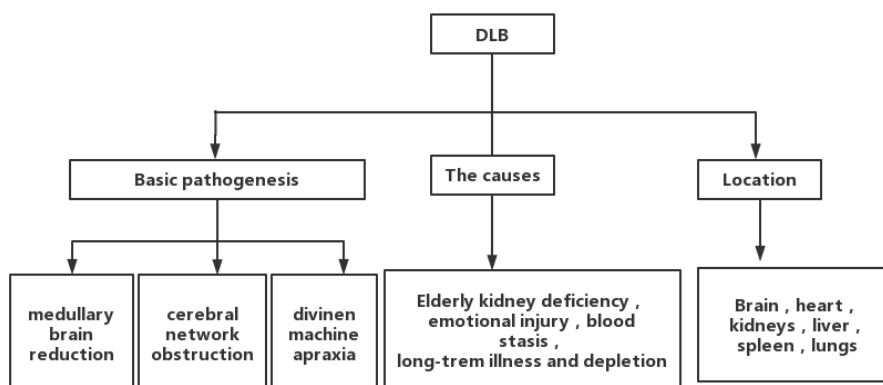 DLB
Basic pathogenesis
The causes
Location
medullary
brain
reduction
cerebral
network
obstruction
divinen
machine
apraxia
Elderly kidney deficiency ,
emotional injury , blood
stasis ,
long-trem illness and depletion
Brain , heart ,
kidneys , liver ,
spleen , lungs